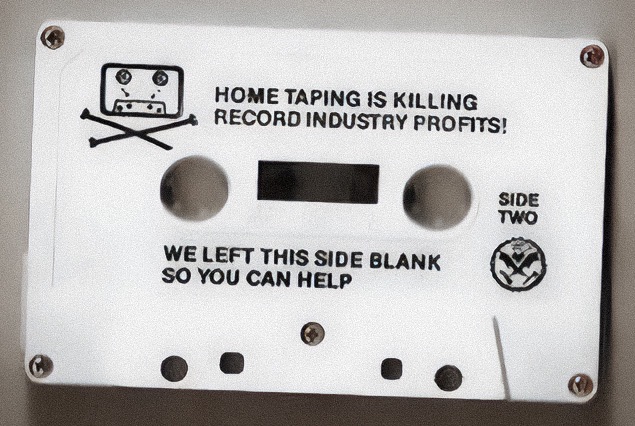 HOME TAPING IS KILLING
RECORD INDUSTRY PROFITS!
SIDE
TWO
WE LEFT THIS SIDE BLANK
SO YOU CAN HELP